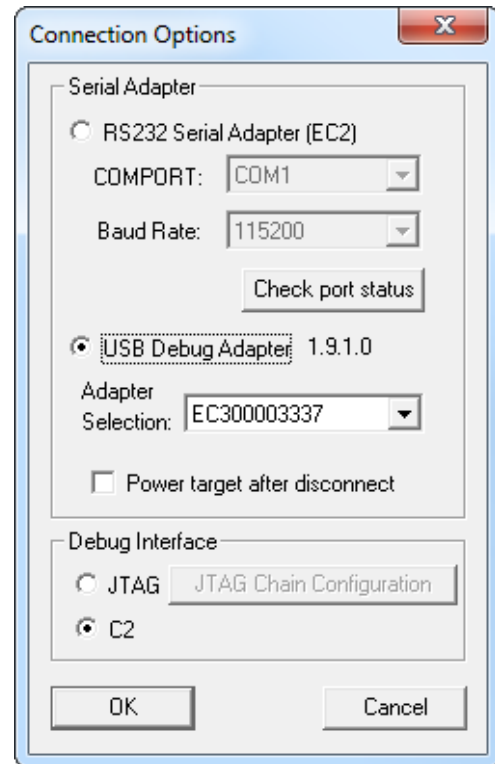 Connection Options
Serial Adapter
RS232 Serial Adapter (EC2)
COMPORT: COM1
Baud Rate: 115200
Check port status
USB Debug Adapter 1.9.1.0
Adapter
Selection: EC300003337
Power target after disconnect
Debug Interface
JTAG JTAG Chain Configuration
C2
OK Cancel